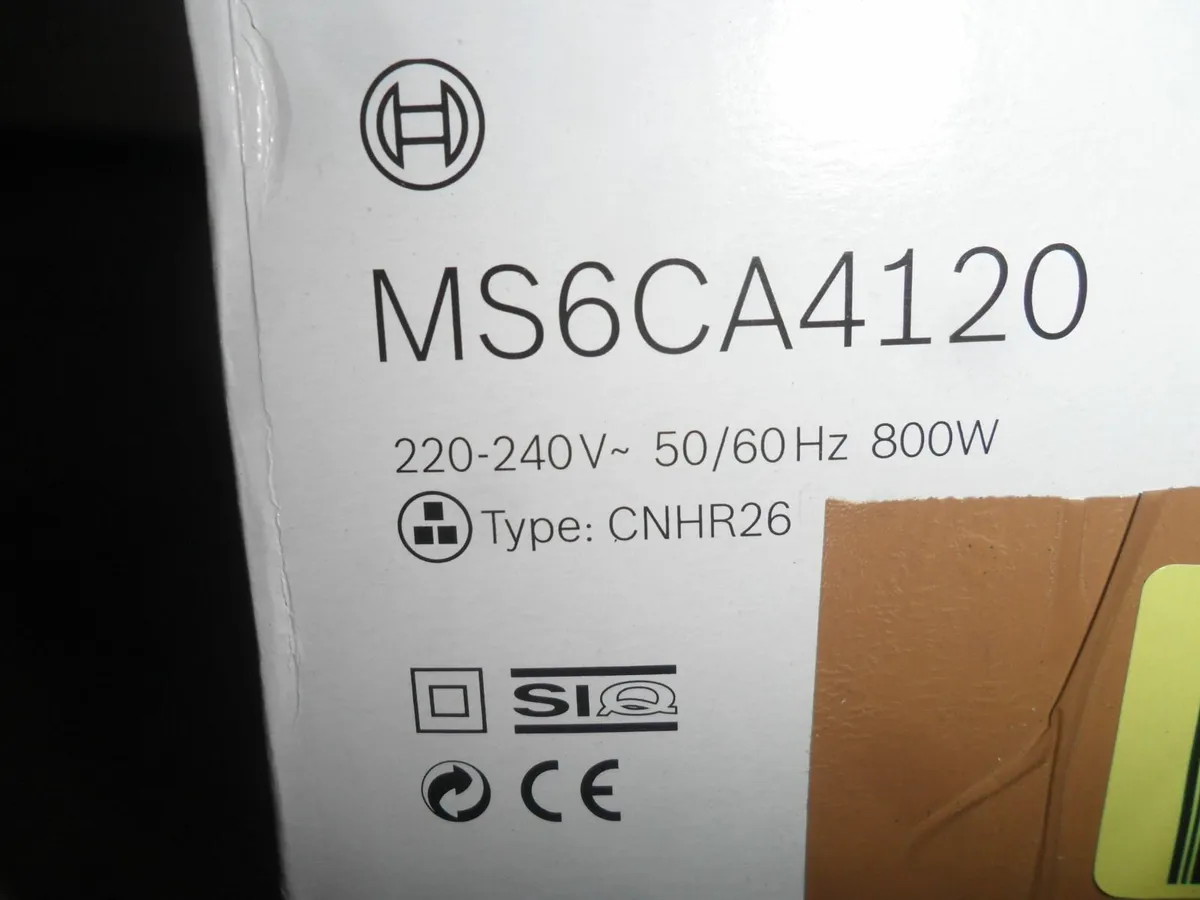 MS6CA4120
220-240V~ 50/60Hz 800W
Type: CNHR26
SIQ
CE